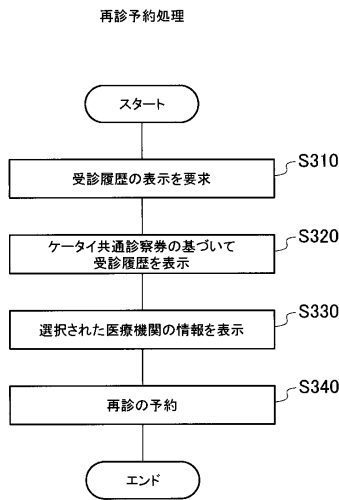 再診予約処理
スタート
受診履歴の表示を要求
S310
ケータイ共通診察券の基づいて
受診履歴を表示
S320
選択された医療機関の情報を表示
S330
再診の予約
S340
エンド